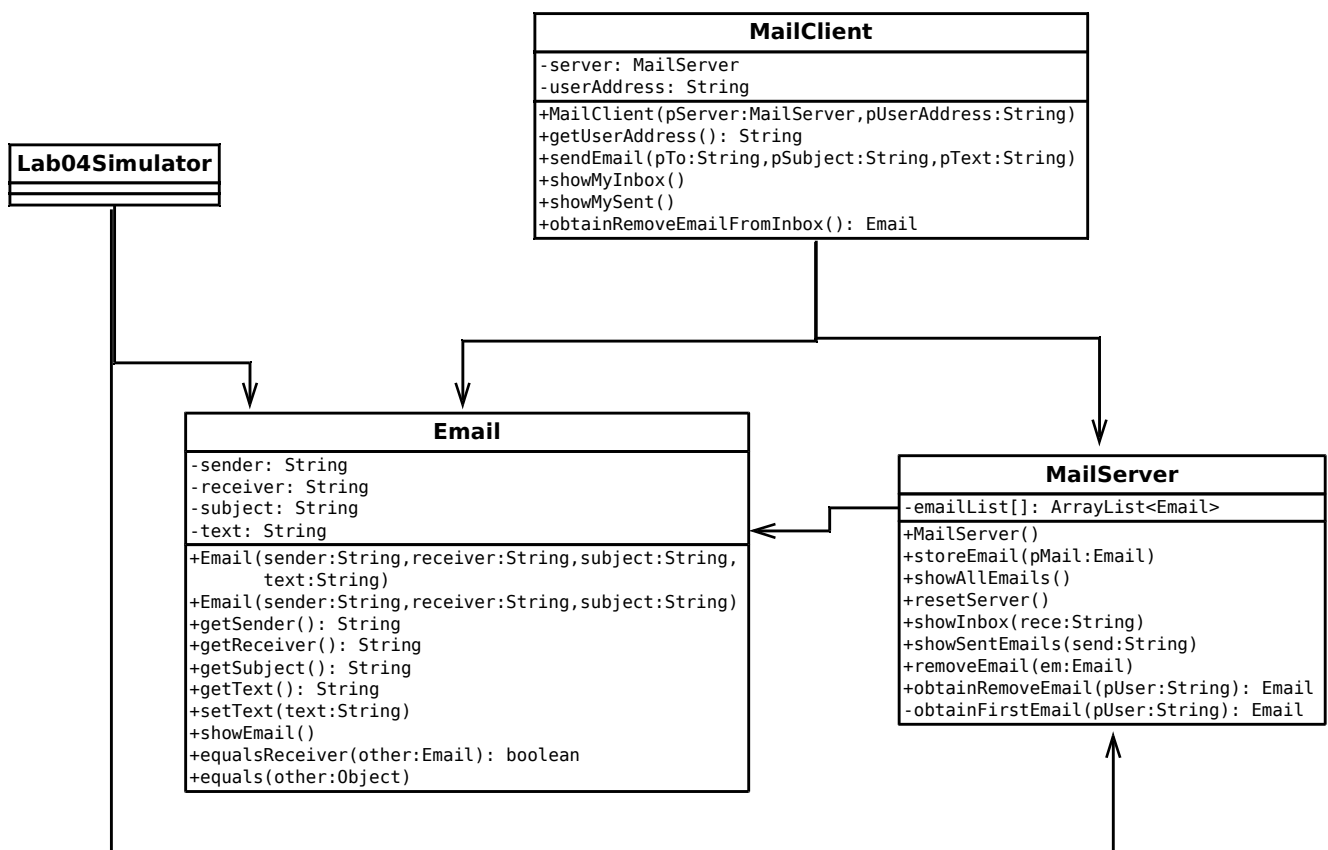 MailClient
-server: MailServer
-userAddress: String
+MailClient(pServer:MailServer,pUserAddress:String)
+getUserAddress(): String
+sendEmail(pTo:String,pSubject:String,pText:String)
+showMyInbox()
+showMySent()
+obtainRemoveEmailFromInbox(): Email
Lab04Simulator
Email
-sender: String
-receiver: String
-subject: String
-text: String
+Email(sender:String,receiver:String,subject:String,
text:String)
+Email(sender:String,receiver:String,subject:String)
+getSender(): String
+getReceiver(): String
+getSubject(): String
+getText(): String
+setText(text:String)
+showEmail()
+equalsReceiver(other:Email): boolean
+equals(other:Object)
MailServer
-emailList[]: ArrayList<Email>
+MailServer()
+storeEmail(pMail:Email)
+showAllEmails()
+resetServer()
+showInbox(rece:String)
+showSentEmails(send:String)
+removeEmail(em:Email)
+obtainRemoveEmail(pUser:String): Email
-obtainFirstEmail(pUser:String): Email